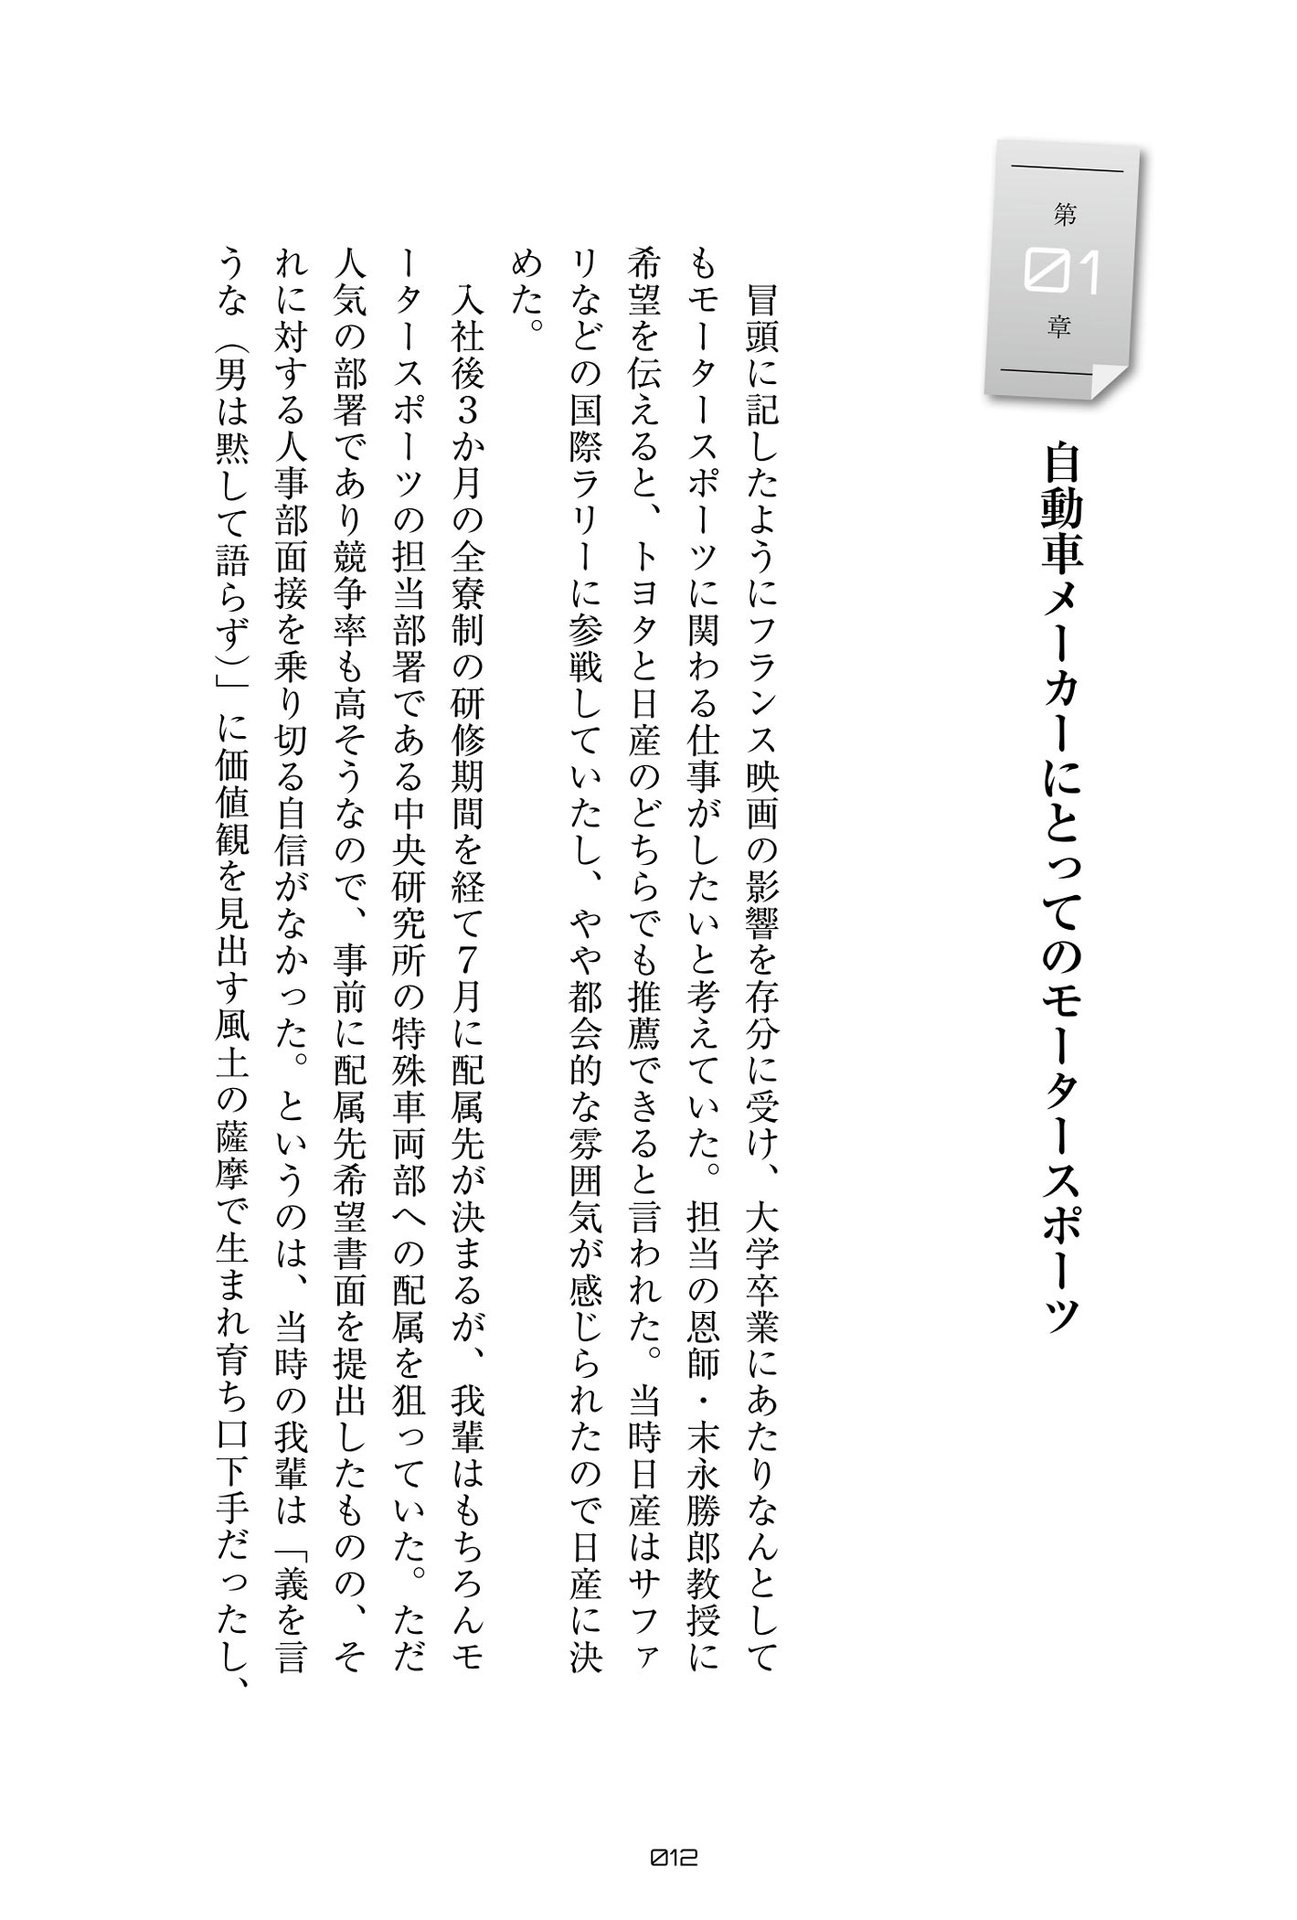 第
01
章
自動車メーカーにとってのモータースポーツ
　冒頭に記したようにフランス映画の影響を存分に受け、大学卒業にあたりなんとして
もモータースポーツに関わる仕事がしたいと考えていた。担当の恩師・末永勝郎教授に
希望を伝えると、トヨタと日産のどちらでも推薦できると言われた。当時日産はサファ
リなどの国際ラリーに参戦していたし、やや都会的な雰囲気が感じられたので日産に決
めた。
　入社後３か月の全寮制の研修期間を経て７月に配属先が決まるが、我輩はもちろんモ
ータースポーツの担当部署である中央研究所の特殊車両部への配属を狙っていた。ただ
人気の部署であり競争率も高そうなので、事前に配属先希望書面を提出したものの、そ
れに対する人事部面接を乗り切る自信がなかった。というのは、当時の我輩は「義を言
うな（男は黙して語らず）」に価値観を見出す風土の薩摩で生まれ育ち口下手だったし、
012